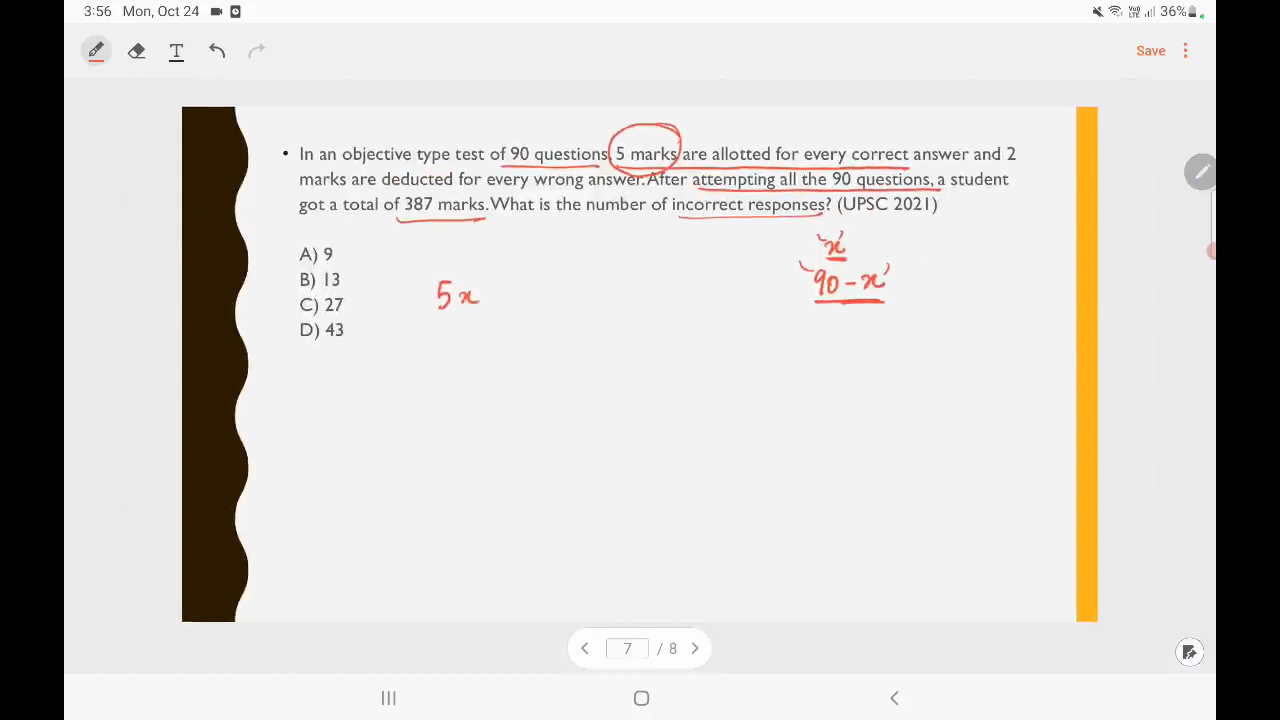 3:56 Mon, Oct 24
VoD LTE 36%
T
Save
• In an objective type test of 90 questions, 5 marks are allotted for every correct answer and 2
marks are deducted for every wrong answer. After attempting all the 90 questions, a student
got a total of 387 marks. What is the number of incorrect responses? (UPSC 2021)
'x'
'90 - x'
A) 9
B) 13
C) 27
D) 43
5x
7 / 8